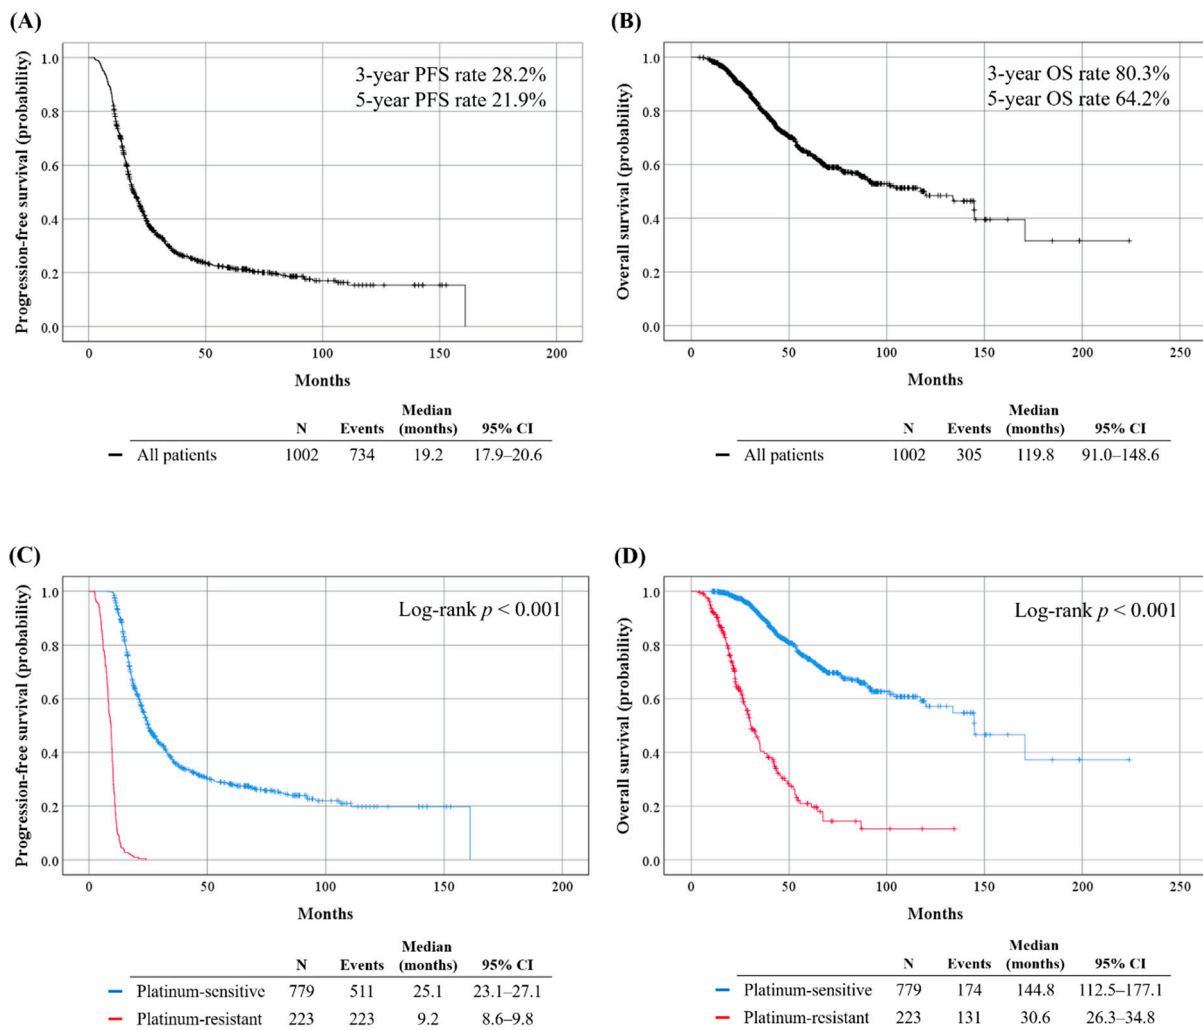 (A)
1.0
0.8
0.6
0.4
0.2
0.0
Progression-free survival (probability)
3-year PFS rate 28.2%
5-year PFS rate 21.9%
0 50 100 150 200
Months
N Events Median (months) 95% CI
All patients 1002 734 19.2 17.9–20.6
(B)
1.0
0.8
0.6
0.4
0.2
0.0
Overall survival (probability)
3-year OS rate 80.3%
5-year OS rate 64.2%
0 50 100 150 200 250
Months
N Events Median (months) 95% CI
All patients 1002 305 119.8 91.0–148.6
(C)
1.0
0.8
0.6
0.4
0.2
0.0
Progression-free survival (probability)
Log-rank p < 0.001
0 50 100 150 200
Months
N Events Median (months) 95% CI
Platinum-sensitive 779 511 25.1 23.1–27.1
Platinum-resistant 223 223 9.2 8.6–9.8
(D)
1.0
0.8
0.6
0.4
0.2
0.0
Overall survival (probability)
Log-rank p < 0.001
0 50 100 150 200 250
Months
N Events Median (months) 95% CI
Platinum-sensitive 779 174 144.8 112.5–177.1
Platinum-resistant 223 131 30.6 26.3–34.8